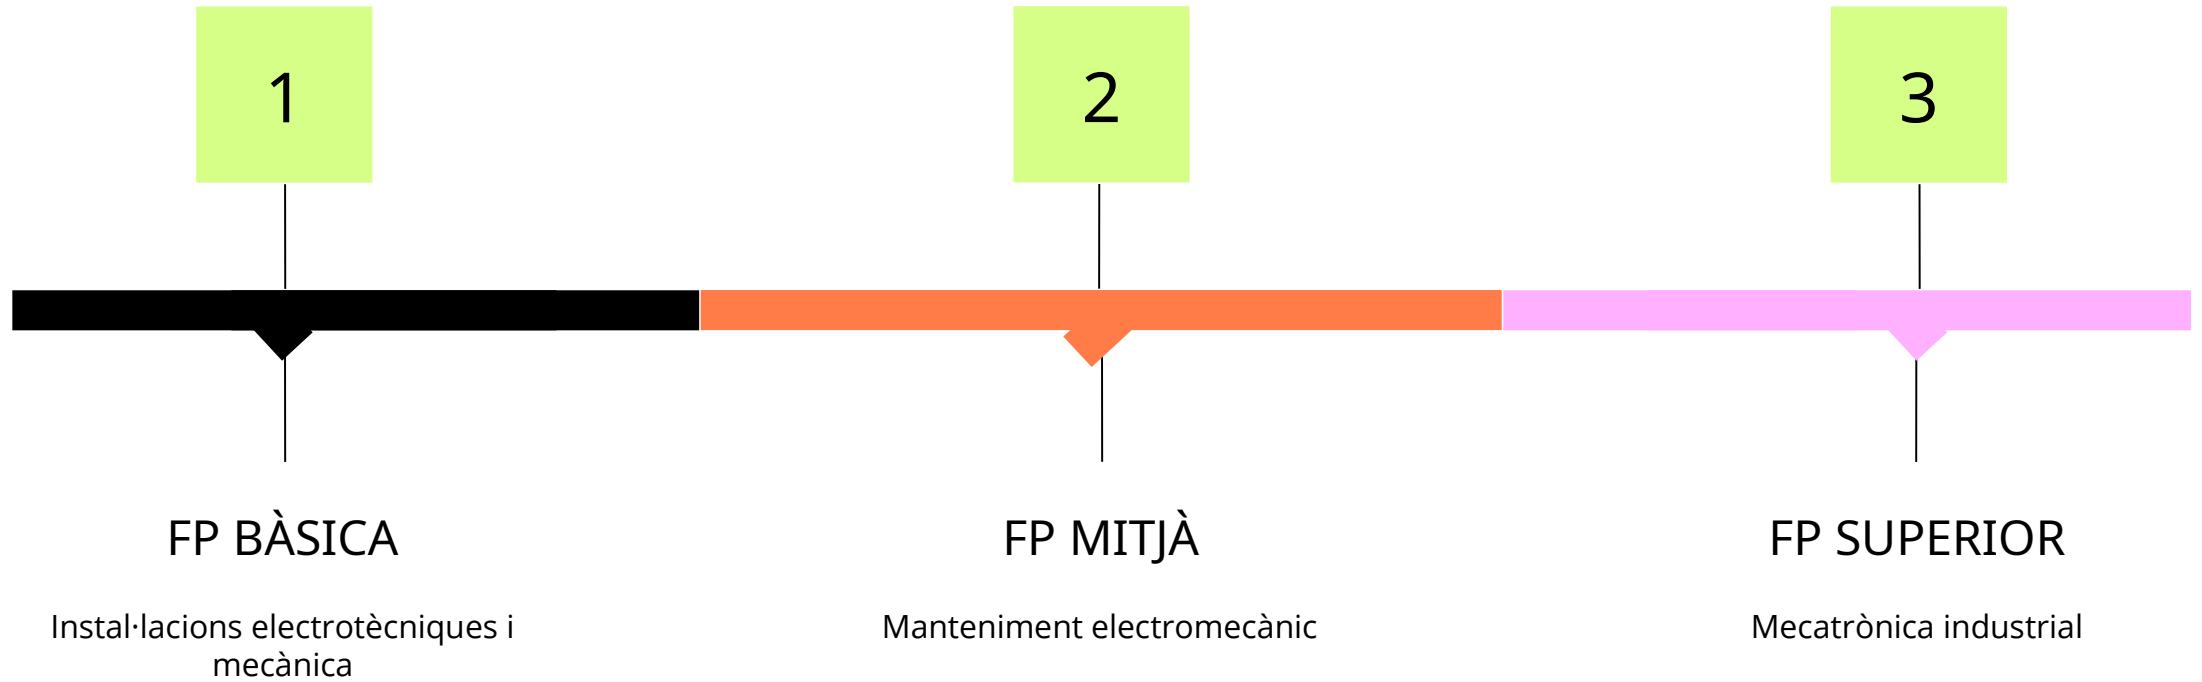 1
2
3
FP BÀSICA
Instal·lacions electrotècniques i
mecànica
FP MITJÀ
Manteniment electromecànic
FP SUPERIOR
Mecatrònica industrial